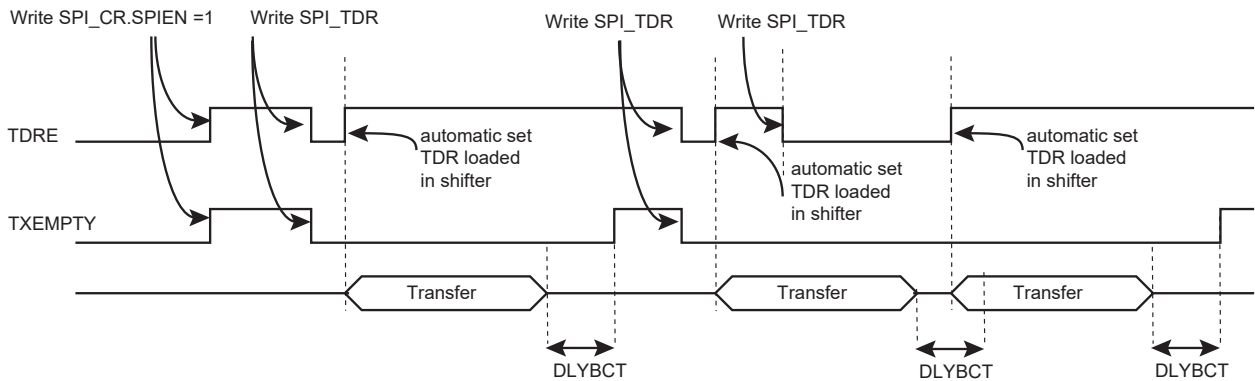 Write SPI_CR.SPIEN =1
Write SPI_TDR
Write SPI_TDR
Write SPI_TDR
TDRE
automatic set
TDR loaded
in shifter
automatic set
TDR loaded
in shifter
automatic set
TDR loaded
in shifter
TXEMPTY
Transfer
Transfer
Transfer
DLYBCT
DLYBCT
DLYBCT